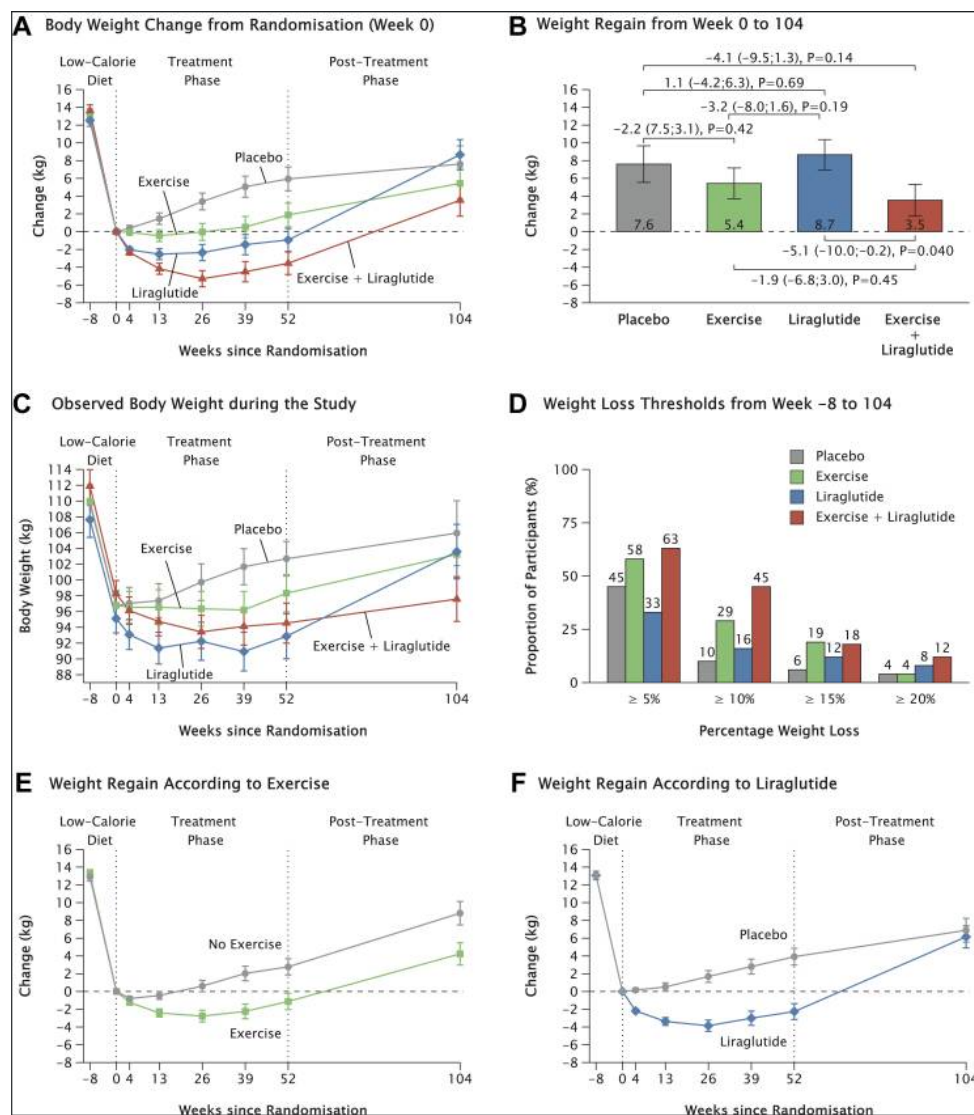 A Body Weight Change from Randomisation (Week 0)
Low-Calorie Diet
Treatment Phase
Post-Treatment Phase
Change (kg)
16
14
12
10
8
6
4
2
0
-2
-4
-6
-8
Placebo
Exercise
Liraglutide
Exercise + Liraglutide
-8 0 4 13 26 39 52 104
Weeks since Randomisation
B Weight Regain from Week 0 to 104
-4.1 (-9.5;1.3), P=0.14
1.1 (-4.2;6.3), P=0.69
-3.2 (-8.0;1.6), P=0.19
-2.2 (7.5;3.1), P=0.42
Change (kg)
16
14
12
10
8
6
4
2
0
-2
-4
-6
-8
7.6 5.4 8.7 3.5
-5.1 (-10.0;-0.2), P=0.040
-1.9 (-6.8;3.0), P=0.45
Placebo Exercise Liraglutide Exercise
+
Liraglutide
C Observed Body Weight during the Study
Low-Calorie Diet
Treatment Phase
Post-Treatment Phase
Body Weight (kg)
114
112
110
108
106
104
102
100
98
96
94
92
90
88
Placebo
Exercise
Exercise + Liraglutide
Liraglutide
-8 0 4 13 26 39 52 104
Weeks since Randomisation
D Weight Loss Thresholds from Week -8 to 104
Placebo
Exercise
Liraglutide
Exercise + Liraglutide
Proportion of Participants (%)
100
75
50
25
0
45 58 33 63
10 29 16 45
6 19 12 18
4 4 8 12
≥ 5% ≥ 10% ≥ 15% ≥ 20%
Percentage Weight Loss
E Weight Regain According to Exercise
Low-Calorie Diet
Treatment Phase
Post-Treatment Phase
Change (kg)
16
14
12
10
8
6
4
2
0
-2
-4
-6
-8
No Exercise
Exercise
-8 0 4 13 26 39 52 104
Weeks since Randomisation
F Weight Regain According to Liraglutide
Low-Calorie Diet
Treatment Phase
Post-Treatment Phase
Change (kg)
16
14
12
10
8
6
4
2
0
-2
-4
-6
-8
Placebo
Liraglutide
-8 0 4 13 26 39 52 104
Weeks since Randomisation